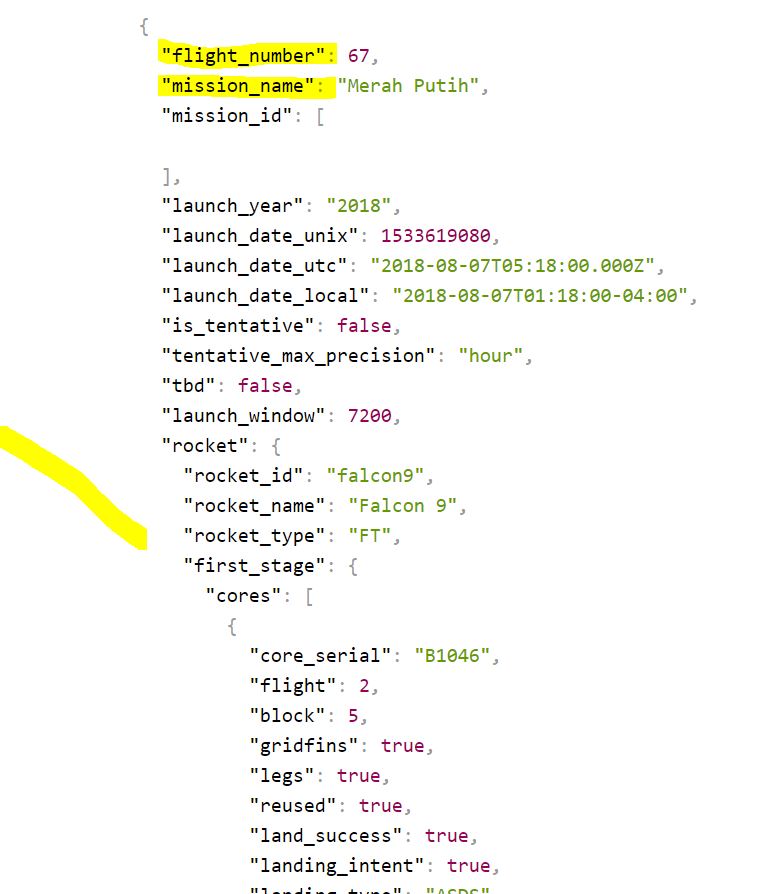 {
"flight_number": 67,
"mission_name": "Merah Putih",
"mission_id": [
],
"launch_year": "2018",
"launch_date_unix": 1533619080,
"launch_date_utc": "2018-08-07T05:18:00.000Z",
"launch_date_local": "2018-08-07T01:18:00-04:00",
"is_tentative": false,
"tentative_max_precision": "hour",
"tbd": false,
"launch_window": 7200,
"rocket": {
"rocket_id": "falcon9",
"rocket_name": "Falcon 9",
"rocket_type": "FT",
"first_stage": {
"cores": [
{
"core_serial": "B1046",
"flight": 2,
"block": 5,
"gridfins": true,
"legs": true,
"reused": true,
"land_success": true,
"landing_intent": true,
"landing_type": "ASDS"